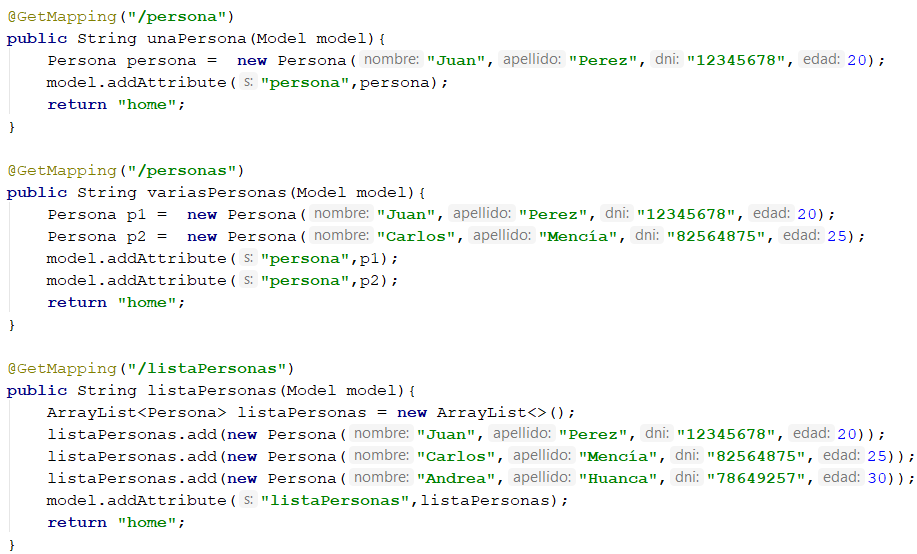 @GetMapping("/persona")
public String unaPersona(Model model){
    Persona persona =  new Persona( nombre: "Juan", apellido: "Perez", dni: "12345678", edad: 20);
    model.addAttribute( s: "persona",persona);
    return "home";
}

@GetMapping("/personas")
public String variasPersonas(Model model){
    Persona p1 =  new Persona( nombre: "Juan", apellido: "Perez", dni: "12345678", edad: 20);
    Persona p2 =  new Persona( nombre: "Carlos", apellido: "Mencía", dni: "82564875", edad: 25);
    model.addAttribute( s: "persona",p1);
    model.addAttribute( s: "persona",p2);
    return "home";
}

@GetMapping("/listaPersonas")
public String listaPersonas(Model model){
    ArrayList<Persona> listaPersonas = new ArrayList<>();
    listaPersonas.add(new Persona( nombre: "Juan", apellido: "Perez", dni: "12345678", edad: 20));
    listaPersonas.add(new Persona( nombre: "Carlos", apellido: "Mencía", dni: "82564875", edad: 25));
    listaPersonas.add(new Persona( nombre: "Andrea", apellido: "Huanca", dni: "78649257", edad: 30));
    model.addAttribute( s: "listaPersonas",listaPersonas);
    return "home";
}